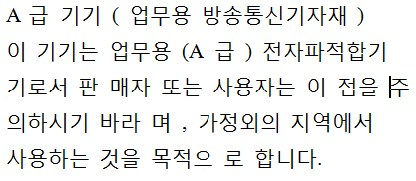 A 급 기기 ( 업무용 방송통신기자재 )
이 기기는 업무용 (A 급 ) 전자파적합기
기로서 판 매자 또는 사용자는 이 전을 주
의하시기 바라 며 , 가정외의 지역에서
사용하는 것을 목적으 로 합니다.